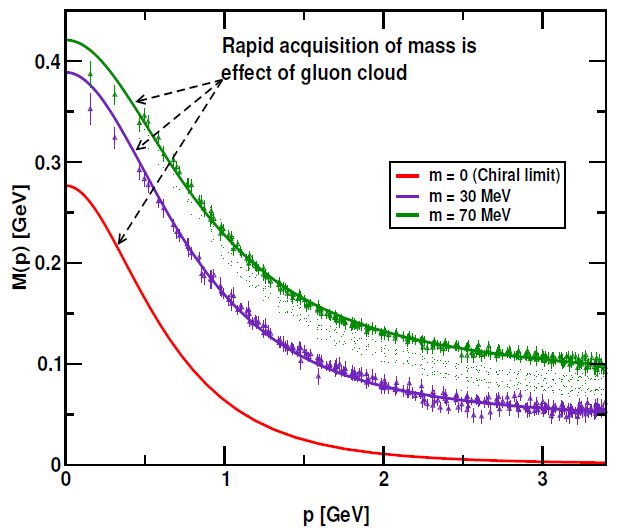 Rapid acquisition of mass is
effect of gluon cloud
0.4
0.3
0.2
0.1
0
M(p) [GeV]
m = 0 (Chiral limit)
m = 30 MeV
m = 70 MeV
0
1
2
3
p [GeV]